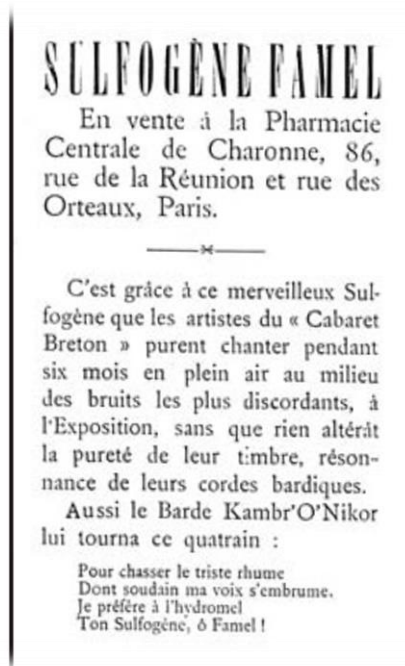 SULFOGÈNE FAMEL
En vente à la Pharmacie
Centrale de Charonne, 86,
rue de la Réunion et rue des
Orteaux, Paris.
C'est grâce à ce merveilleux Sul-
fogène que les artistes du « Cabaret
Breton » purent chanter pendant
six mois en plein air au milieu
des bruits les plus discordants, à
l'Exposition, sans que rien altérât
la pureté de leur timbre, réson-
nance de leurs cordes bardiques.
Aussi le Barde Kambr'O'Nikor
lui tourna ce quatrain :
Pour chasser le triste rhume
Dont soudain ma voix s'embrume.
Je préfère à l'hydromel
Ton Sulfogène, ô Famel !